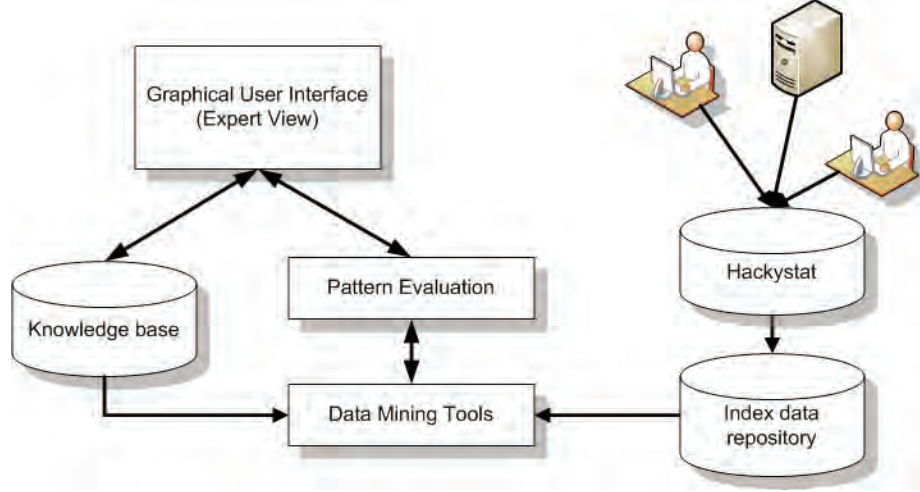 Graphical User Interface
(Expert View)
Knowledge base
Pattern Evaluation
Data Mining Tools
Hackystat
Index data
repository